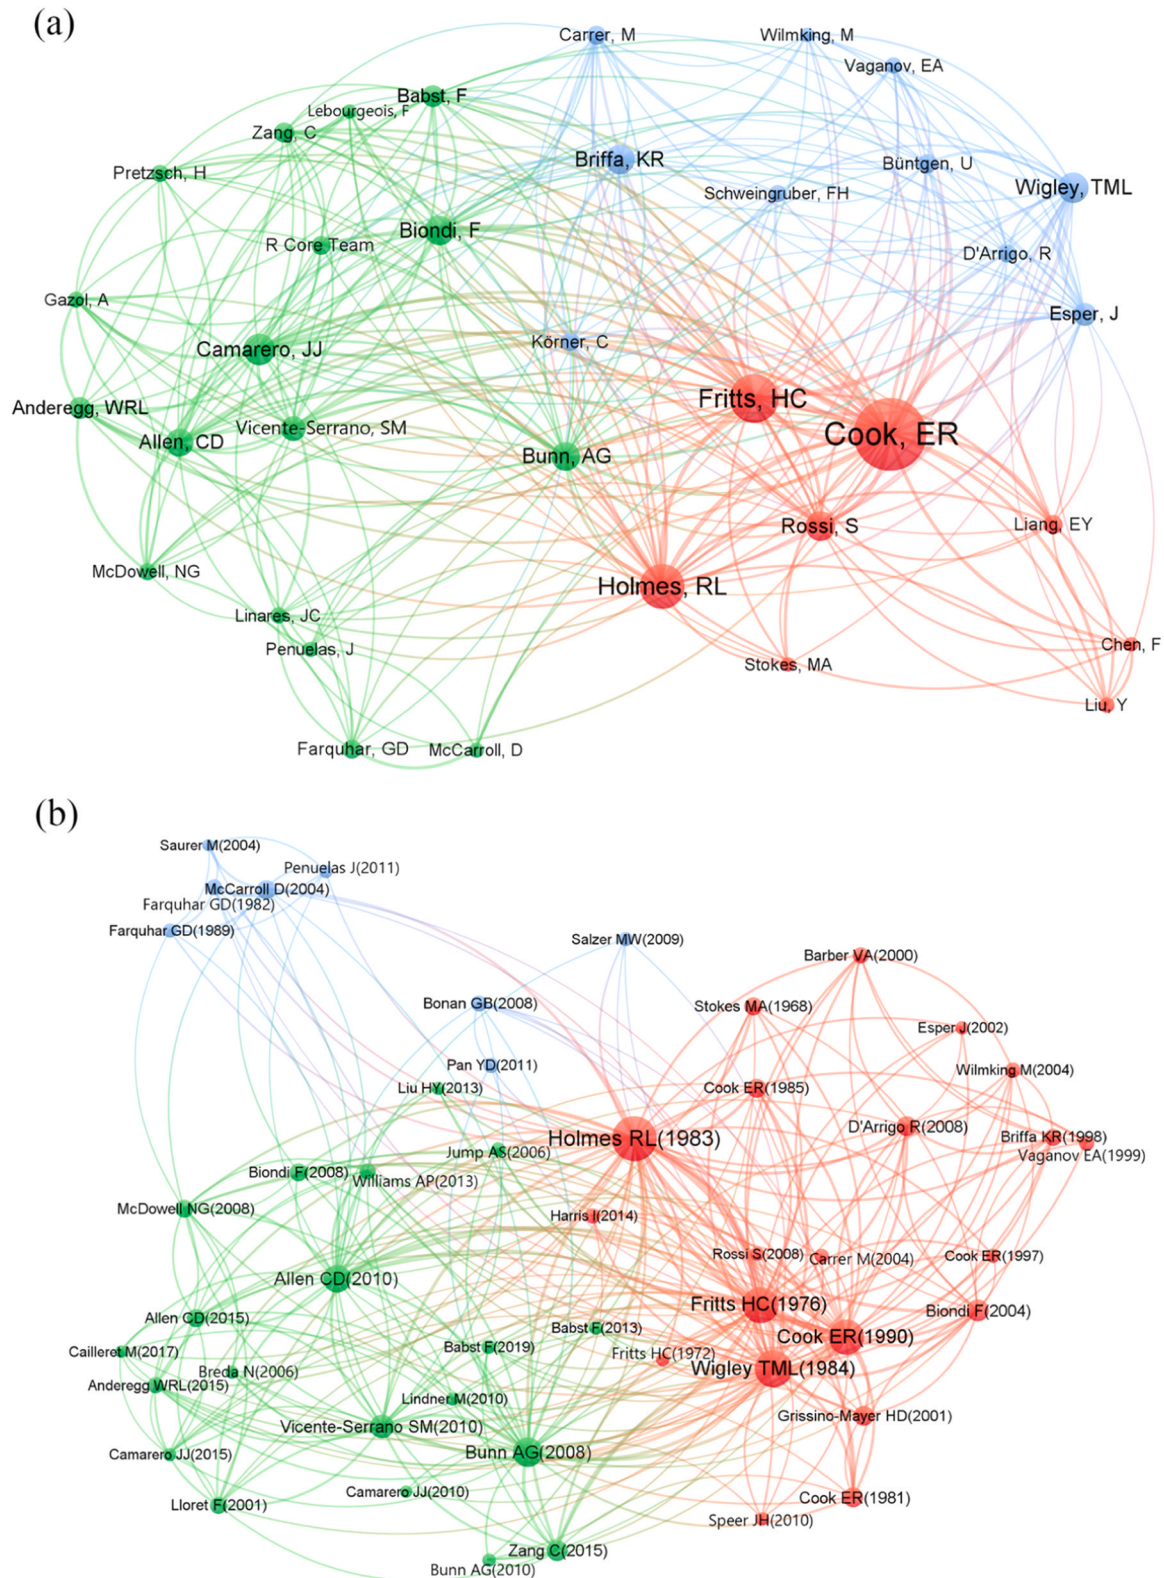 (a)
Carrer, M
Wilmking, M
Vaganov, EA
Babst, F
Lebourgeois, F
Zang, C
Briffa, KR
Büntgen, U
Pretzsch, H
Schweingruber, FH
Wigley, TML
Biondi, F
R Core Team
D'Arrigo, R
Gazol, A
Esper, J
Camarero, JJ
Körner, C
Fritts, HC
Anderegg, WRL
Vicente-Serrano, SM
Cook, ER
Allen, CD
Bunn, AG
Rossi, S
Liang, EY
McDowell, NG
Holmes, RL
Linares, JC
Penuelas, J
Chen, F
Stokes, MA
Liu, Y
Farquhar, GD
McCarroll, D
(b)
Saurer M(2004)
Penuelas J(2011)
McCarroll D(2004)
Farquhar GD(1982)
Farquhar GD(1989)
Salzer MW(2009)
Barber VA(2000)
Bonan GB(2008)
Stokes MA(1968)
Esper J(2002)
Pan YD(2011)
Wilmking M(2004)
Liu HY(2013)
Cook ER(1985)
D'Arrigo R(2008)
Holmes RL(1983)
Briffa KR(1998)
Jump AS(2006)
Vaganov EA(1999)
Biondi F(2008)
Williams AP(2013)
McDowell NG(2008)
Harris I(2014)
Rossi S(2008)
Carrer M(2004)
Cook ER(1997)
Allen CD(2010)
Fritts HC(1976)
Biondi F(2004)
Allen CD(2015)
Babst F(2013)
Cook ER(1990)
Cailleret M(2017)
Babst F(2019)
Fritts HC(1972)
Breda N(2006)
Wigley TML(1984)
Anderegg WRL(2015)
Lindner M(2010)
Grissino-Mayer HD(2001)
Vicente-Serrano SM(2010)
Camarero JJ(2015)
Bunn AG(2008)
Camarero JJ(2010)
Cook ER(1981)
Lloret F(2001)
Speer JH(2010)
Zang C(2015)
Bunn AG(2010)